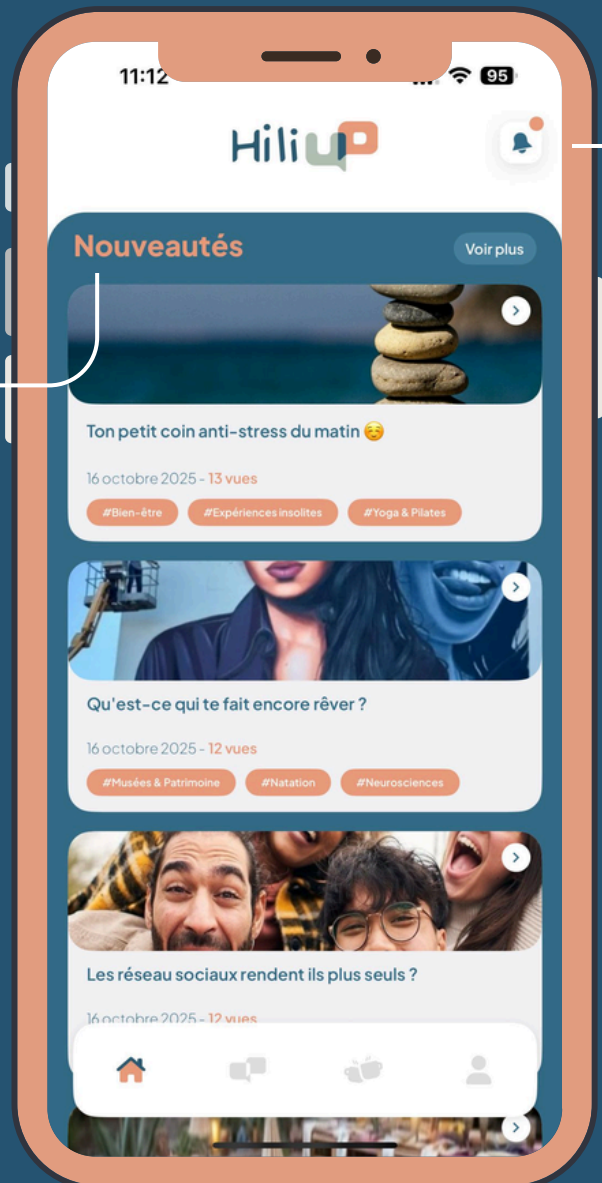 11:12
95
Hiliup
Nouveautés
Voir plus
Ton petit coin anti-stress du matin ☺️
16 octobre 2025 - 13 vues
#Bien-être #Expériences insolites #Yoga & Pilates
Qu'est-ce qui te fait encore rêver ?
16 octobre 2025 - 12 vues
#Musées & Patrimoine #Natation #Neurosciences
Les réseau sociaux rendent ils plus seuls ?
16 octobre 2025 - 12 vues